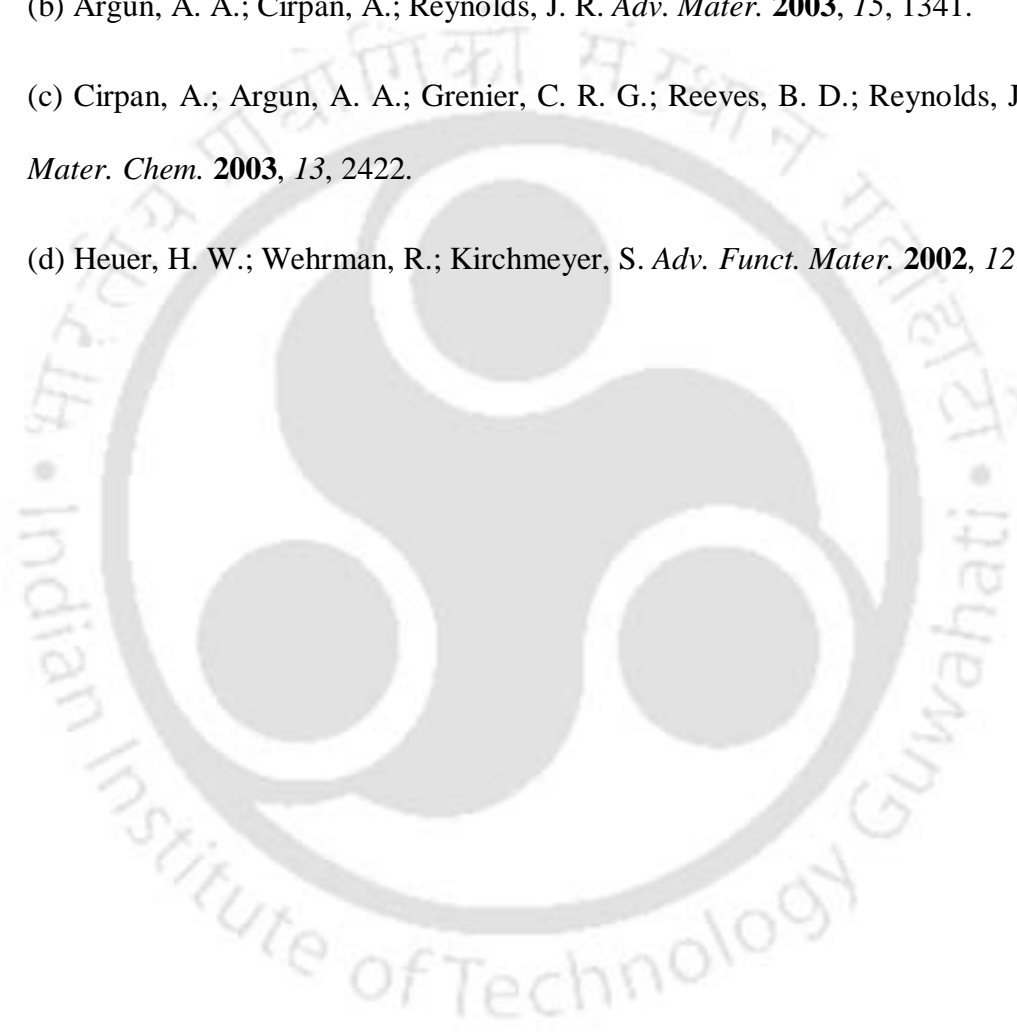 (b) Argun, A. A.; Cirpan, A.; Reynolds, J. R. Adv. Mater. 2003, 15, 1341.
(c) Cirpan, A.; Argun, A. A.; Grenier, C. R. G.; Reeves, B. D.; Reynolds, J
Mater. Chem. 2003, 13, 2422.
(d) Heuer, H. W.; Wehrman, R.; Kirchmeyer, S. Adv. Funct. Mater. 2002, 12
Indian Institute of Technology Guwahati